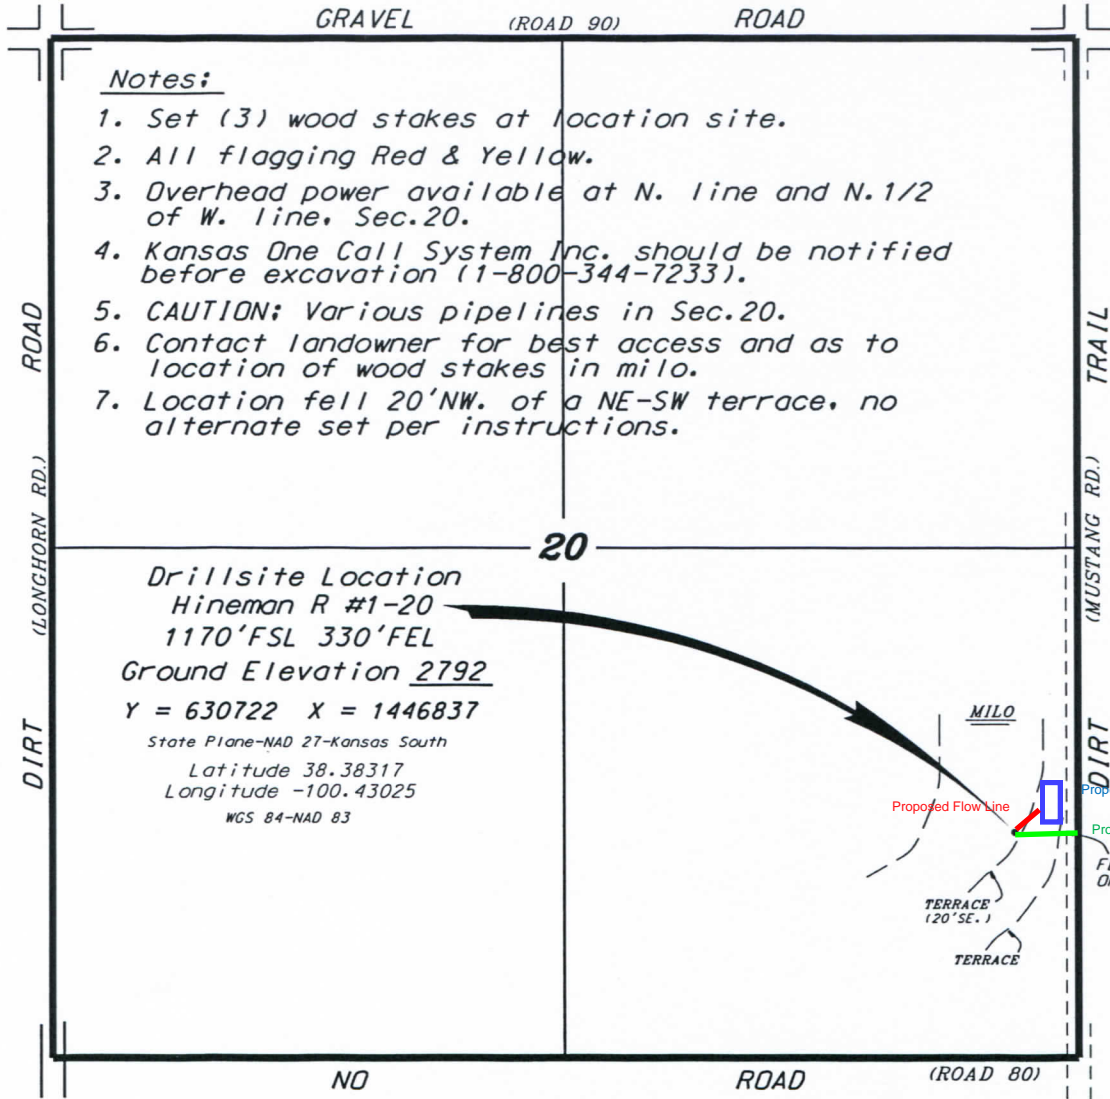 GRAVEL (ROAD 90) ROAD
Notes:
1. Set (3) wood stakes at location site.
2. All flagging Red & Yellow.
3. Overhead power available at N. line and N.1/2
of W. line, Sec.20.
4. Kansas One Call System Inc. should be notified
before excavation (1-800-344-7233).
5. CAUTION: Various pipelines in Sec.20.
6. Contact landowner for best access and as to
location of wood stakes in milo.
7. Location fell 20'NW. of a NE-SW terrace, no
alternate set per instructions.
DIRT (LONGHORN RD.) ROAD
DIRT (MUSTANG RD.) TRAIL
20
Drillsite Location
Hineman R #1-20
1170'FSL 330'FEL
Ground Elevation 2792
Y = 630722 X = 1446837
State Plane-NAD 27-Kansas South
Latitude 38.38317
Longitude -100.43025
WGS 84-NAD 83
MILO
Proposed Flow Line
TERRACE
(20'SE.)
TERRACE
NO ROAD (ROAD 80)